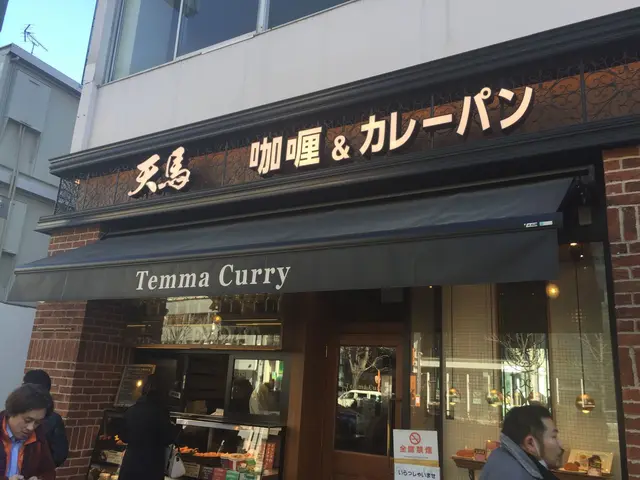 天馬 咖喱 & カレーパン
Temma Curry
全面禁煙
いらっしゃいませ